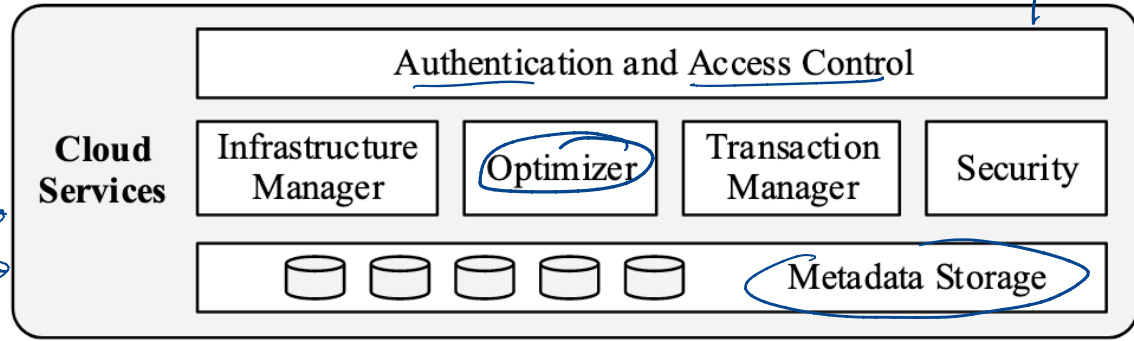 Authentication and Access Control
Cloud
Services
Infrastructure
Manager
Optimizer
Transaction
Manager
Security
Metadata Storage